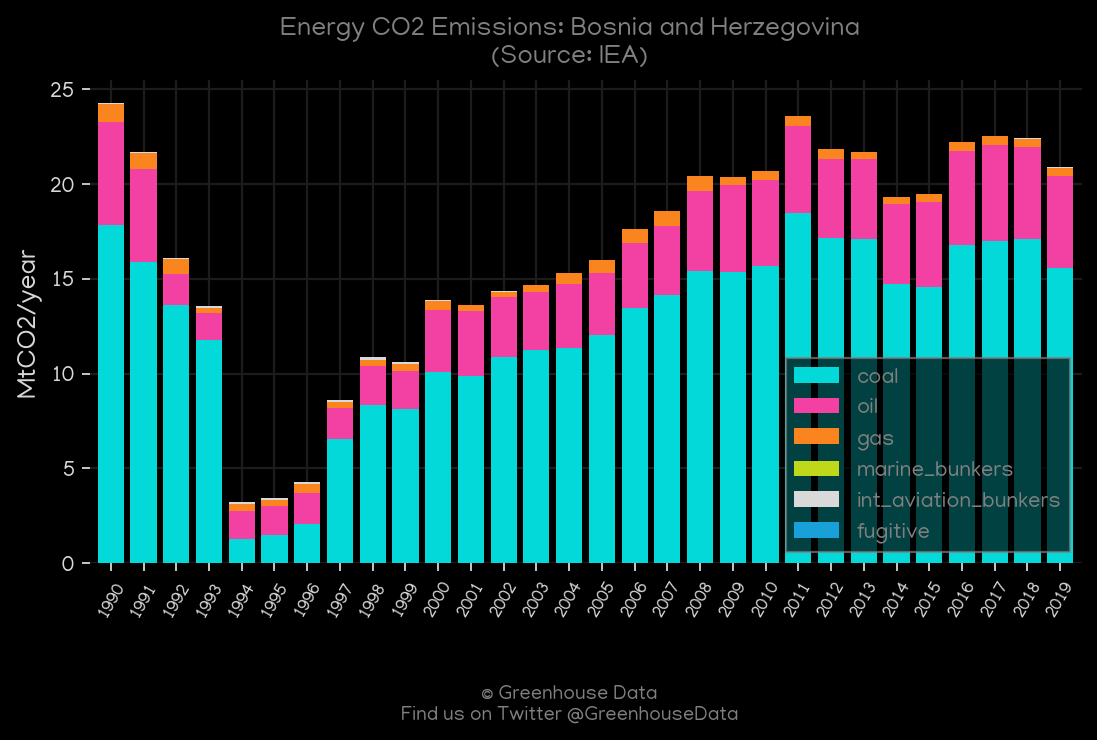 Energy CO2 Emissions: Bosnia and Herzegovina
(Source: IEA)
MtCO2/year
25
20
15
10
5
0
coal
oil
gas
marine_bunkers
int_aviation_bunkers
fugitive
1990 1991 1992 1993 1994 1995 1996 1997 1998 1999 2000 2001 2002 2003 2004 2005 2006 2007 2008 2009 2010 2011 2012 2013 2014 2015 2016 2017 2018 2019
© Greenhouse Data
Find us on Twitter @GreenhouseData